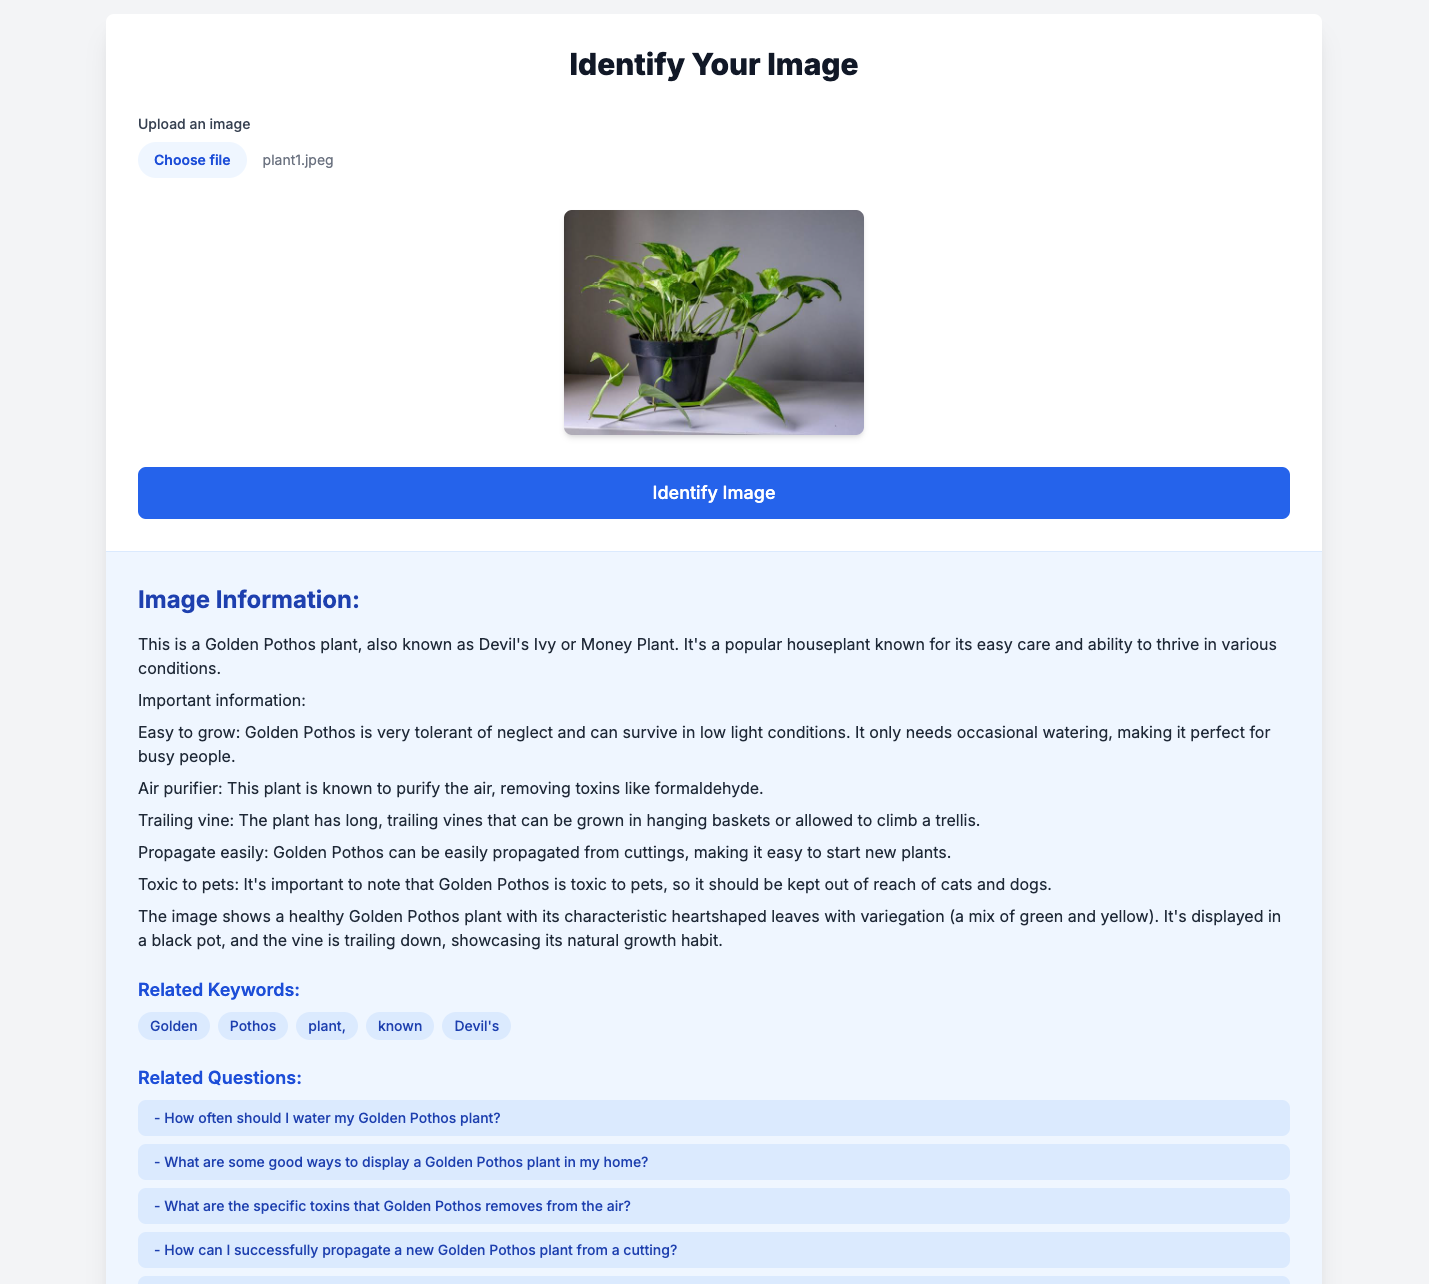 Identify Your Image
Upload an image
Choose file
plant1.jpeg
Identify Image
Image Information:
This is a Golden Pothos plant, also known as Devil's Ivy or Money Plant. It's a popular houseplant known for its easy care and ability to thrive in various
conditions.
Important information:
Easy to grow: Golden Pothos is very tolerant of neglect and can survive in low light conditions. It only needs occasional watering, making it perfect for
busy people.
Air purifier: This plant is known to purify the air, removing toxins like formaldehyde.
Trailing vine: The plant has long, trailing vines that can be grown in hanging baskets or allowed to climb a trellis.
Propagate easily: Golden Pothos can be easily propagated from cuttings, making it easy to start new plants.
Toxic to pets: It's important to note that Golden Pothos is toxic to pets, so it should be kept out of reach of cats and dogs.
The image shows a healthy Golden Pothos plant with its characteristic heartshaped leaves with variegation (a mix of green and yellow). It's displayed in
a black pot, and the vine is trailing down, showcasing its natural growth habit.
Related Keywords:
Golden
Pothos
plant,
known
Devil's
Related Questions:
- How often should I water my Golden Pothos plant?
- What are some good ways to display a Golden Pothos plant in my home?
- What are the specific toxins that Golden Pothos removes from the air?
- How can I successfully propagate a new Golden Pothos plant from a cutting?